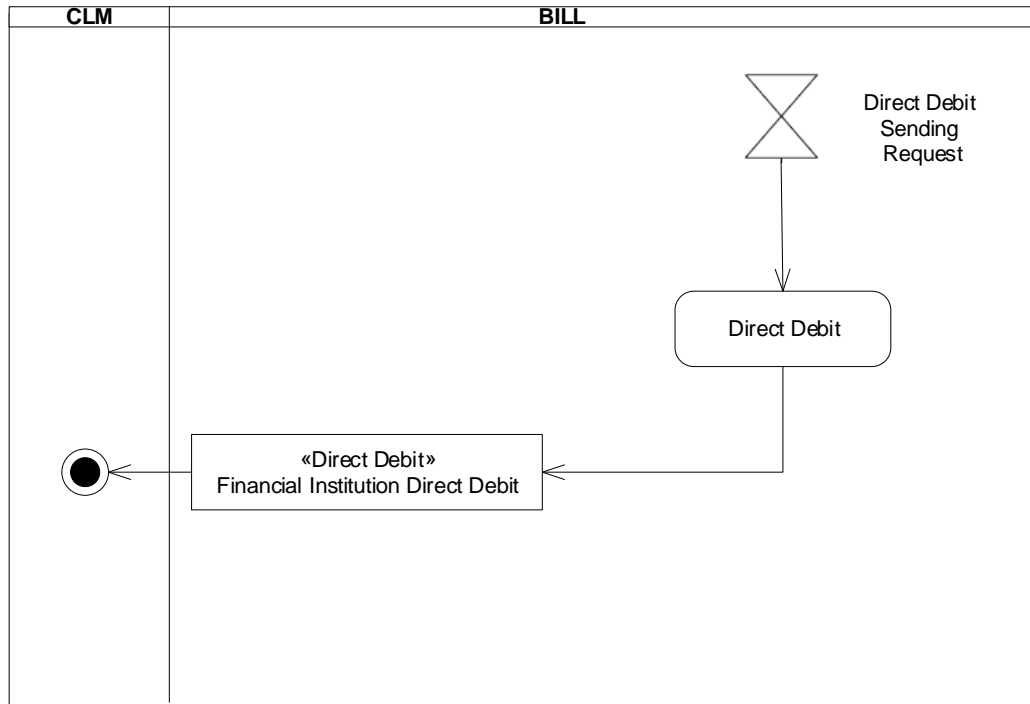 CLM
BILL
Direct Debit
Sending
Request
Direct Debit
«Direct Debit»
Financial Institution Direct Debit